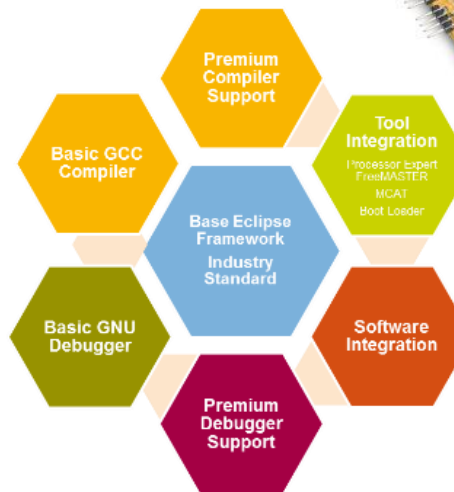 Premium
Compiler
Support
Tool
Integration
Processor Expert
FreeMASTER
MCAT
Boot Loader
Basic GCC
Compiler
Base Eclipse
Framework
Industry
Standard
Basic GNU
Debugger
Software
Integration
Premium
Debugger
Support